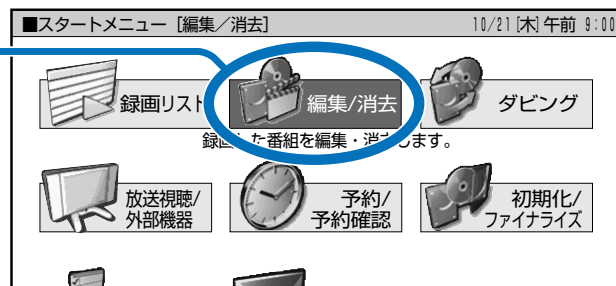 ■スタートメニュー [編集／消去] 10/21[木]午前 9:00
録画リスト 編集/消去 ダビング
録画した番組を編集・消去します。
放送視聴/
外部機器
予約/
予約確認
初期化/
ファイナライズ